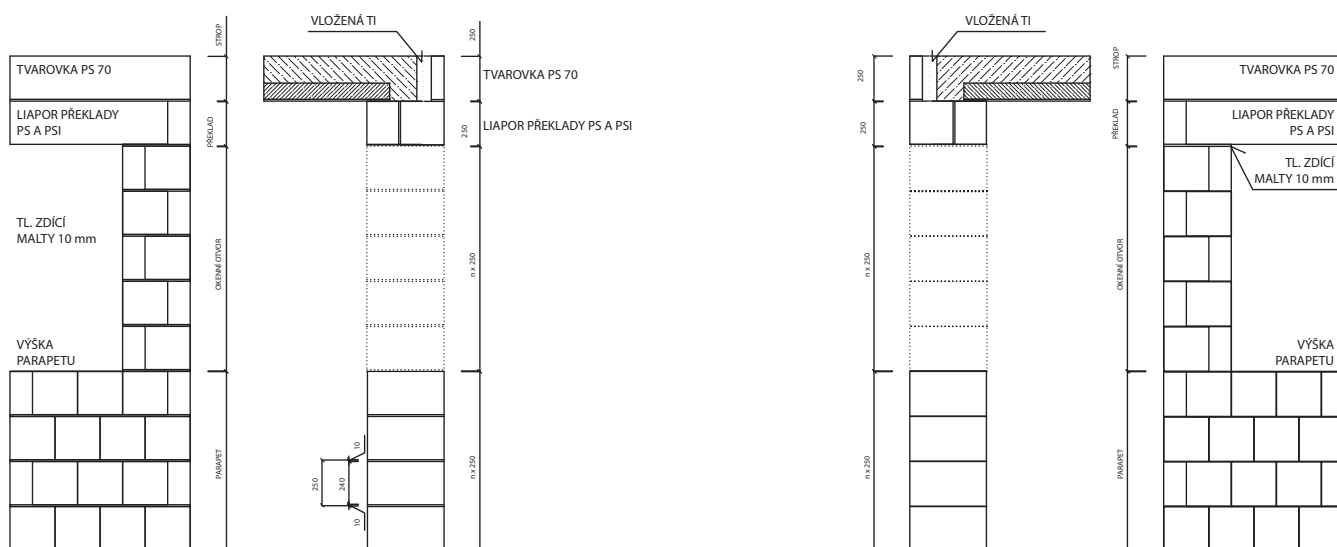 VLOŽENÁ TI
STROP
250
TVAROVKA PS 70
TVAROVKA PS 70
LIAPOR PŘEKLADY
PS A PSI
PŘEKLAD
250
LIAPOR PŘEKLADY PS A PSI
TL. ZDÍCÍ
MALTY 10 mm
OKENNÍ OTVOR
n x 250
VÝŠKA
PARAPETU
PARAPET
10
250
240
10
n x 250
VLOŽENÁ TI
250
STROP
TVAROVKA PS 70
250
PŘEKLAD
LIAPOR PŘEKLADY
PS A PSI
TL. ZDÍCÍ
MALTY 10 mm
n x 250
OKENNÍ OTVOR
VÝŠKA
PARAPETU
n x 250
PARAPET